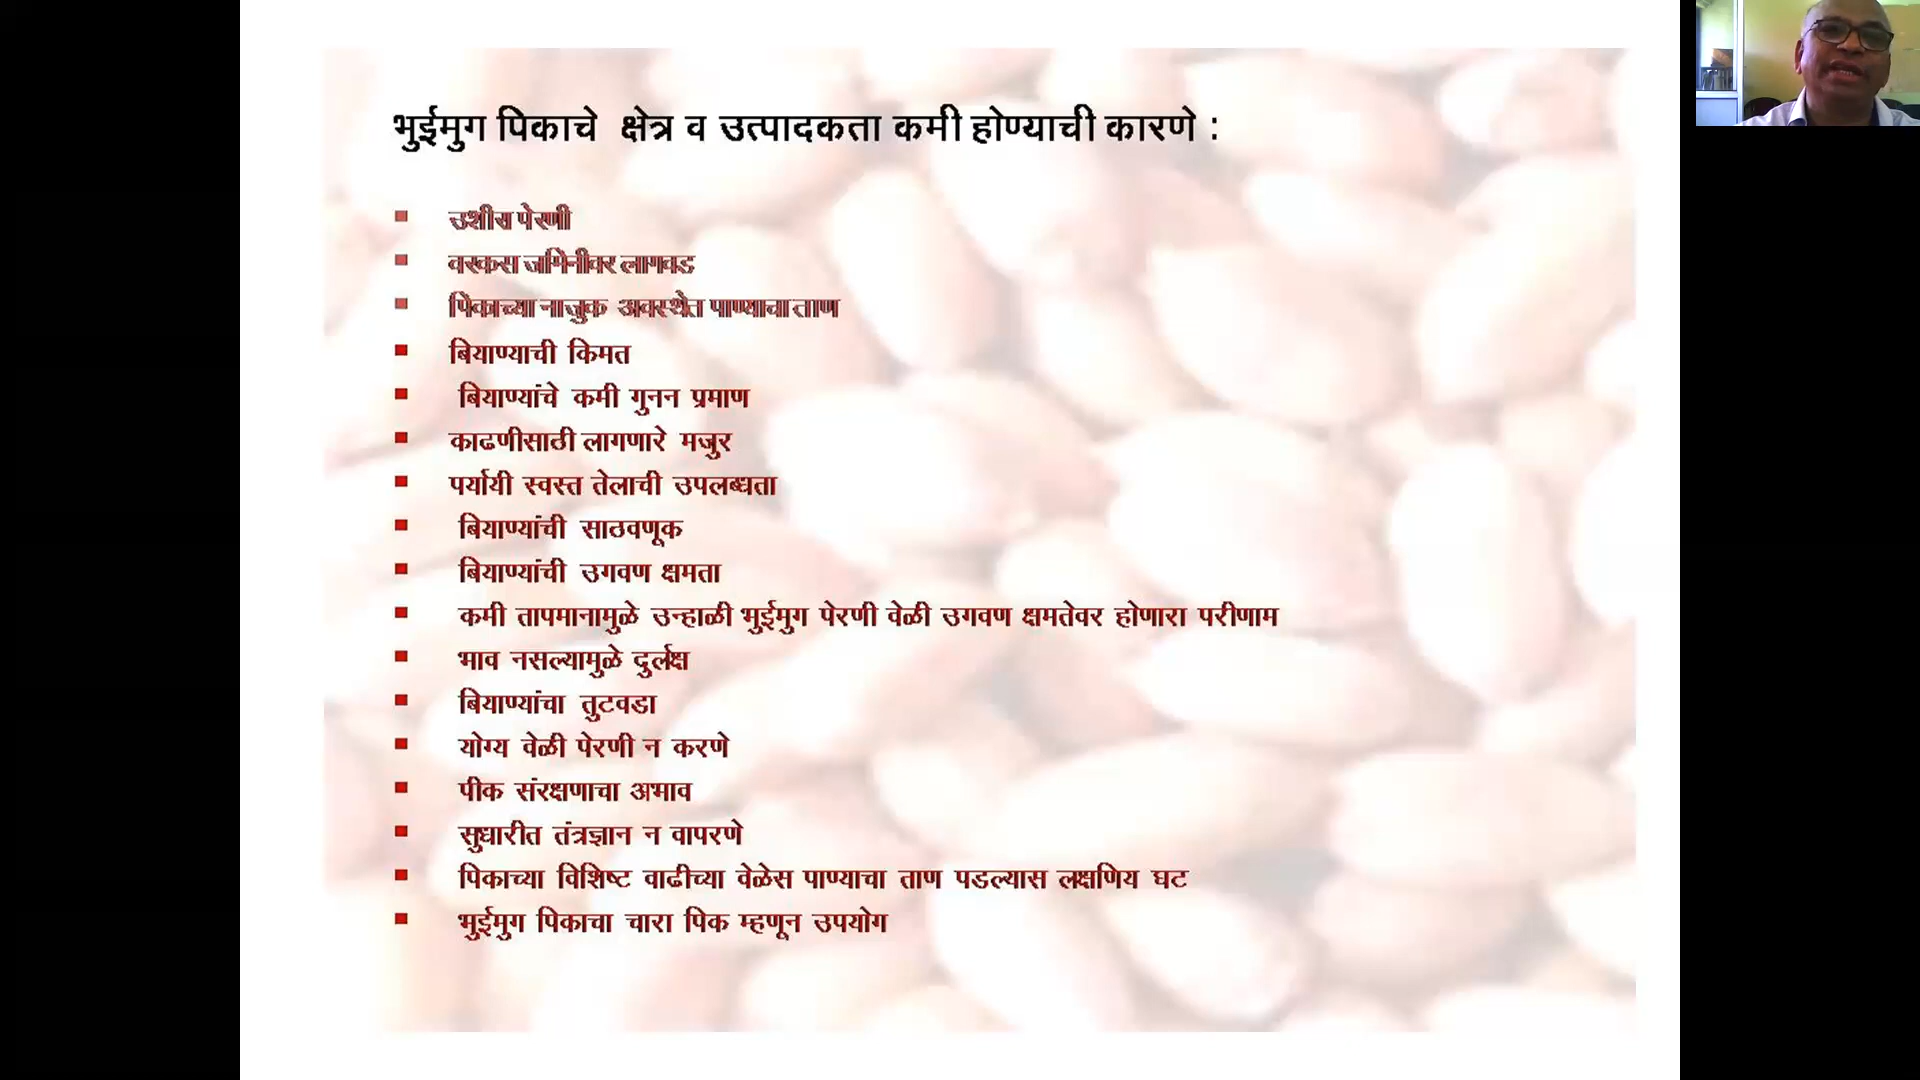 भुईमुग पिकाचे क्षेत्र व उत्पादकता कमी होण्याची कारणे :
▪ उशीरा पेरणी
▪ वरकस जमिनीवर लागवड
▪ पिकाच्या नाजुक अवस्थेत पाण्याचा ताण
▪ बियाण्याची किमत
▪ बियाण्यांचे कमी गुनन प्रमाण
▪ काढणीसाठी लागणारे मजुर
▪ पर्यायी स्वस्त तेलाची उपलब्धता
▪ बियाण्यांची साठवणूक
▪ बियाण्यांची उगवण क्षमता
▪ कमी तापमानामुळे उन्हाळी भुईमुग पेरणी वेळी उगवण क्षमतेवर होणारा परीणाम
▪ भाव नसल्यामुळे दुर्लक्ष
▪ बियाण्यांचा तुटवडा
▪ योग्य वेळी पेरणी न करणे
▪ पीक संरक्षणाचा अभाव
▪ सुधारीत तंत्रज्ञान न वापरणे
▪ पिकाच्या विशिष्ट वाढीच्या वेळेस पाण्याचा ताण पडल्यास लक्षणिय घट
▪ भुईमुग पिकाचा चारा पिक म्हणून उपयोग